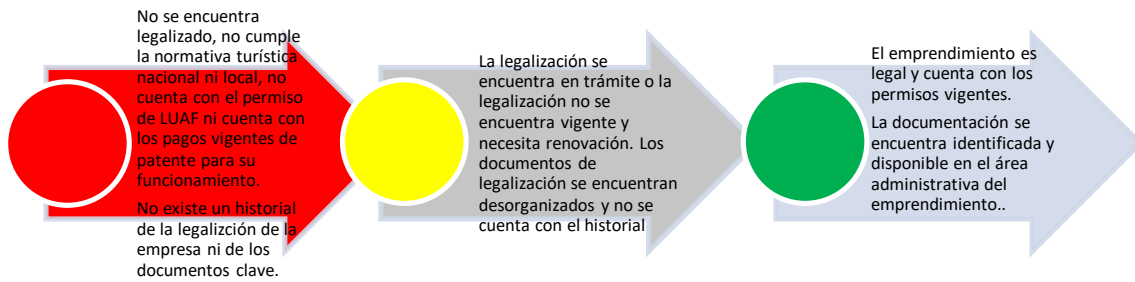 No se encuentra
legalizado, no cumple
la normativa turística
nacional ni local, no
cuenta con el permiso
de LUAF ni cuenta con
los pagos vigentes de
patente para su
funcionamiento.
No existe un historial
de la legalizción de la
empresa ni de los
documentos clave.
La legalización se
encuentra en trámite o la
legalización no se
encuentra vigente y
necesita renovación. Los
documentos de
legalización se encuentran
desorganizados y no se
cuenta con el historial
El emprendimiento es
legal y cuenta con los
permisos vigentes.
La documentación se
encuentra identificada y
disponible en el área
administrativa del
emprendimiento..